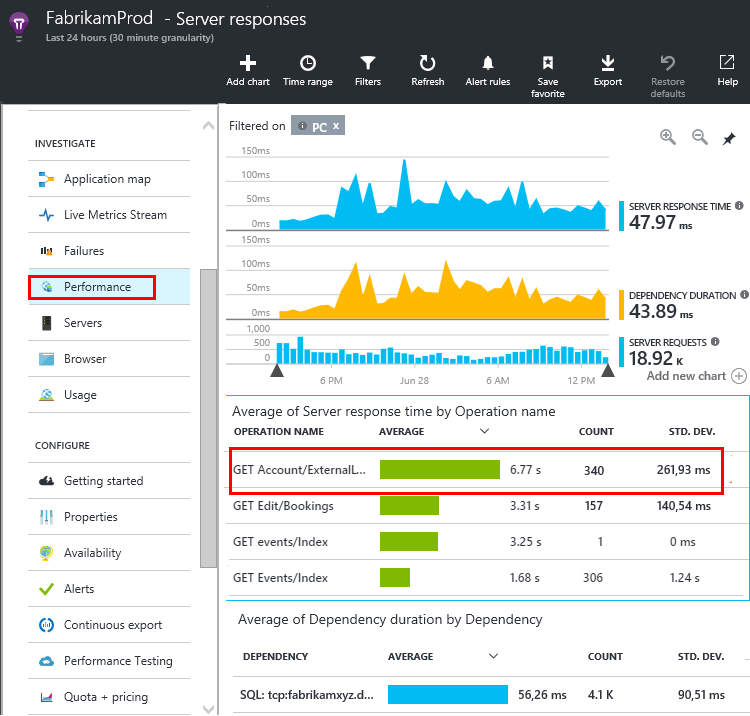 FabrikamProd - Server responses
Last 24 hours (30 minute granularity)
Add chart
Time range
Filters
Refresh
Alert rules
Save
favorite
Export
Restore
defaults
Help
INVESTIGATE
Application map
Live Metrics Stream
Failures
Performance
Servers
Browser
Usage
CONFIGURE
Getting started
Properties
Availability
Alerts
Continuous export
Performance Testing
Quota + pricing
Filtered on PC x
150ms
100ms
50ms
0ms
SERVER RESPONSE TIME
47.97 ms
150ms
100ms
50ms
0ms
DEPENDENCY DURATION
43.89 ms
1,000
500
0
SERVER REQUESTS
18.92 K
6 PM Jun 28 6 AM 12 PM
Add new chart
Average of Server response time by Operation name
OPERATION NAME AVERAGE COUNT STD. DEV.
GET Account/ExternalL... 6.77 s 340 261,93 ms
GET Edit/Bookings 3.31 s 157 140,54 ms
GET events/Index 3.25 s 1 0 ms
GET Events/Index 1.68 s 306 1.24 s
Average of Dependency duration by Dependency
DEPENDENCY AVERAGE COUNT STD. DEV.
SQL: tcp:fabrikamxyz.d... 56,26 ms 4.1 K 90,51 ms